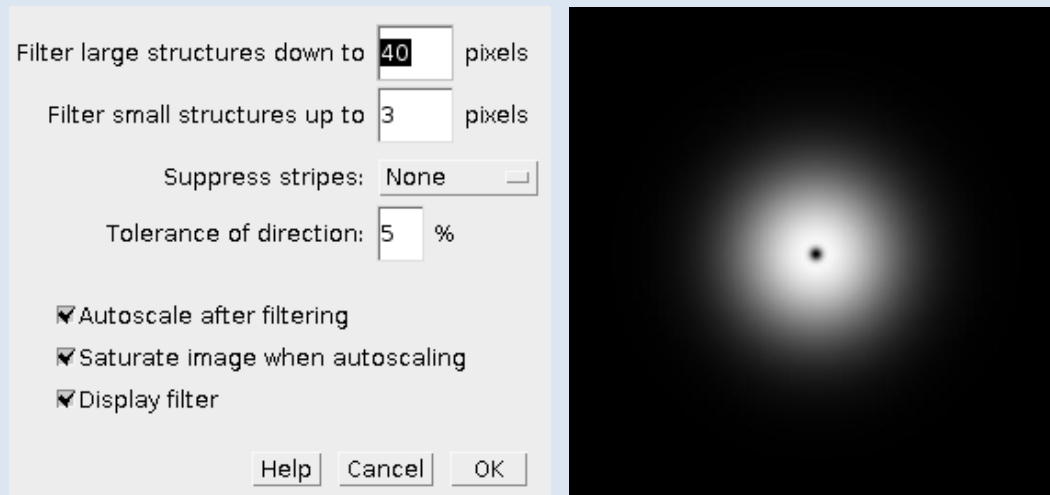 Filter large structures down to 40 pixels
Filter small structures up to 3 pixels
Suppress stripes: None
Tolerance of direction: 5 %
Autoscale after filtering
Saturate image when autoscaling
Display filter
Help Cancel OK